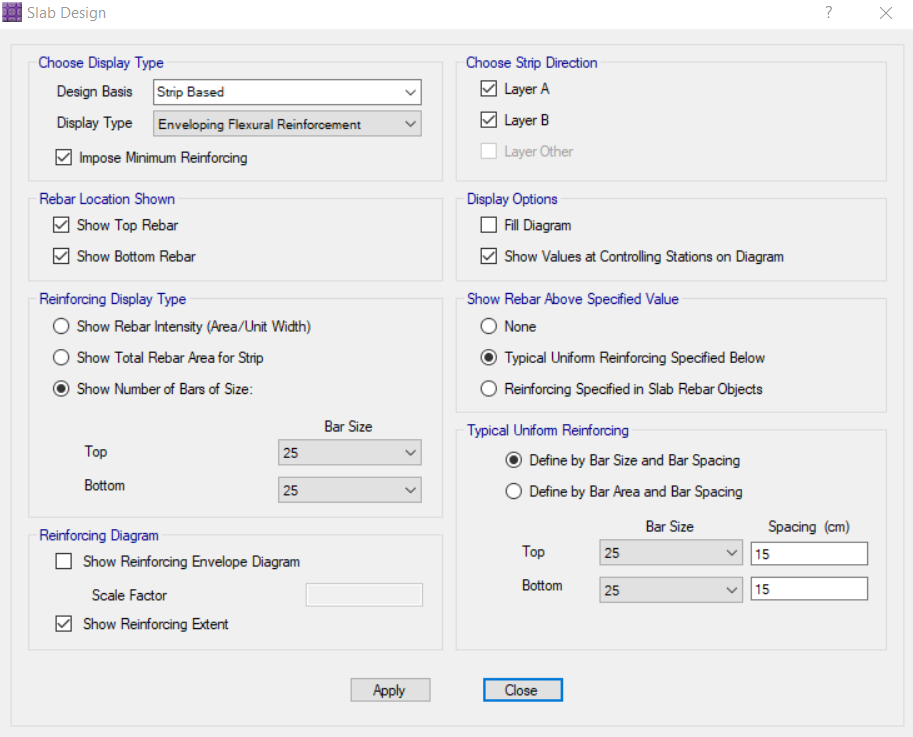 Slab Design
?
Choose Display Type
Design Basis
Strip Based
Display Type
Enveloping Flexural Reinforcement
Impose Minimum Reinforcing
Rebar Location Shown
Show Top Rebar
Show Bottom Rebar
Reinforcing Display Type
Show Rebar Intensity (Area/Unit Width)
Show Total Rebar Area for Strip
Show Number of Bars of Size:
Bar Size
Top
25
Bottom
25
Reinforcing Diagram
Show Reinforcing Envelope Diagram
Scale Factor
Show Reinforcing Extent
Choose Strip Direction
Layer A
Layer B
Layer Other
Display Options
Fill Diagram
Show Values at Controlling Stations on Diagram
Show Rebar Above Specified Value
None
Typical Uniform Reinforcing Specified Below
Reinforcing Specified in Slab Rebar Objects
Typical Uniform Reinforcing
Define by Bar Size and Bar Spacing
Define by Bar Area and Bar Spacing
Bar Size Spacing (cm)
Top 25 15
Bottom 25 15
Apply Close